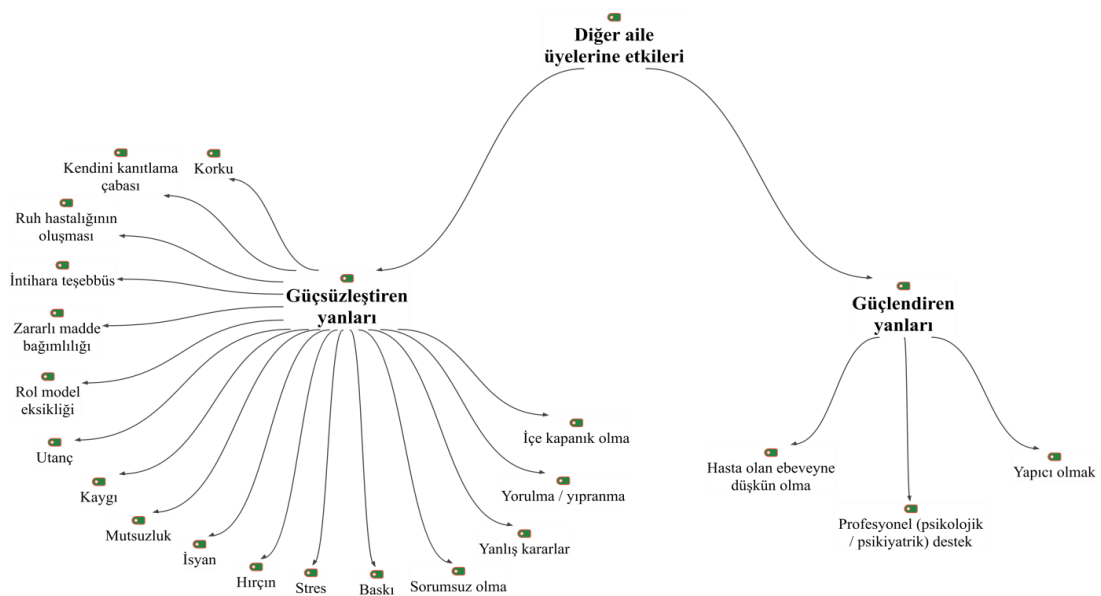 Diğer aile
üyelerine etkileri
Kendini kanıtlama
çabası
Korku
Ruh hastalığının
oluşması
İntihara teşebbüs
Zararlı madde
bağımlılığı
Rol model
eksikliği
Utanç
Kaygı
Mutsuzluk
İsyan
Hırçın
Stres
Baskı
Sorumsuz olma
Yanlış kararlar
Yorulma / yıpranma
İçe kapanık olma
Güçsüzleştiren
yanları
Güçlendiren
yanları
Hasta olan ebeveyne
düşkün olma
Profesyonel (psikolojik
/ psikiyatrik) destek
Yapıcı olmak